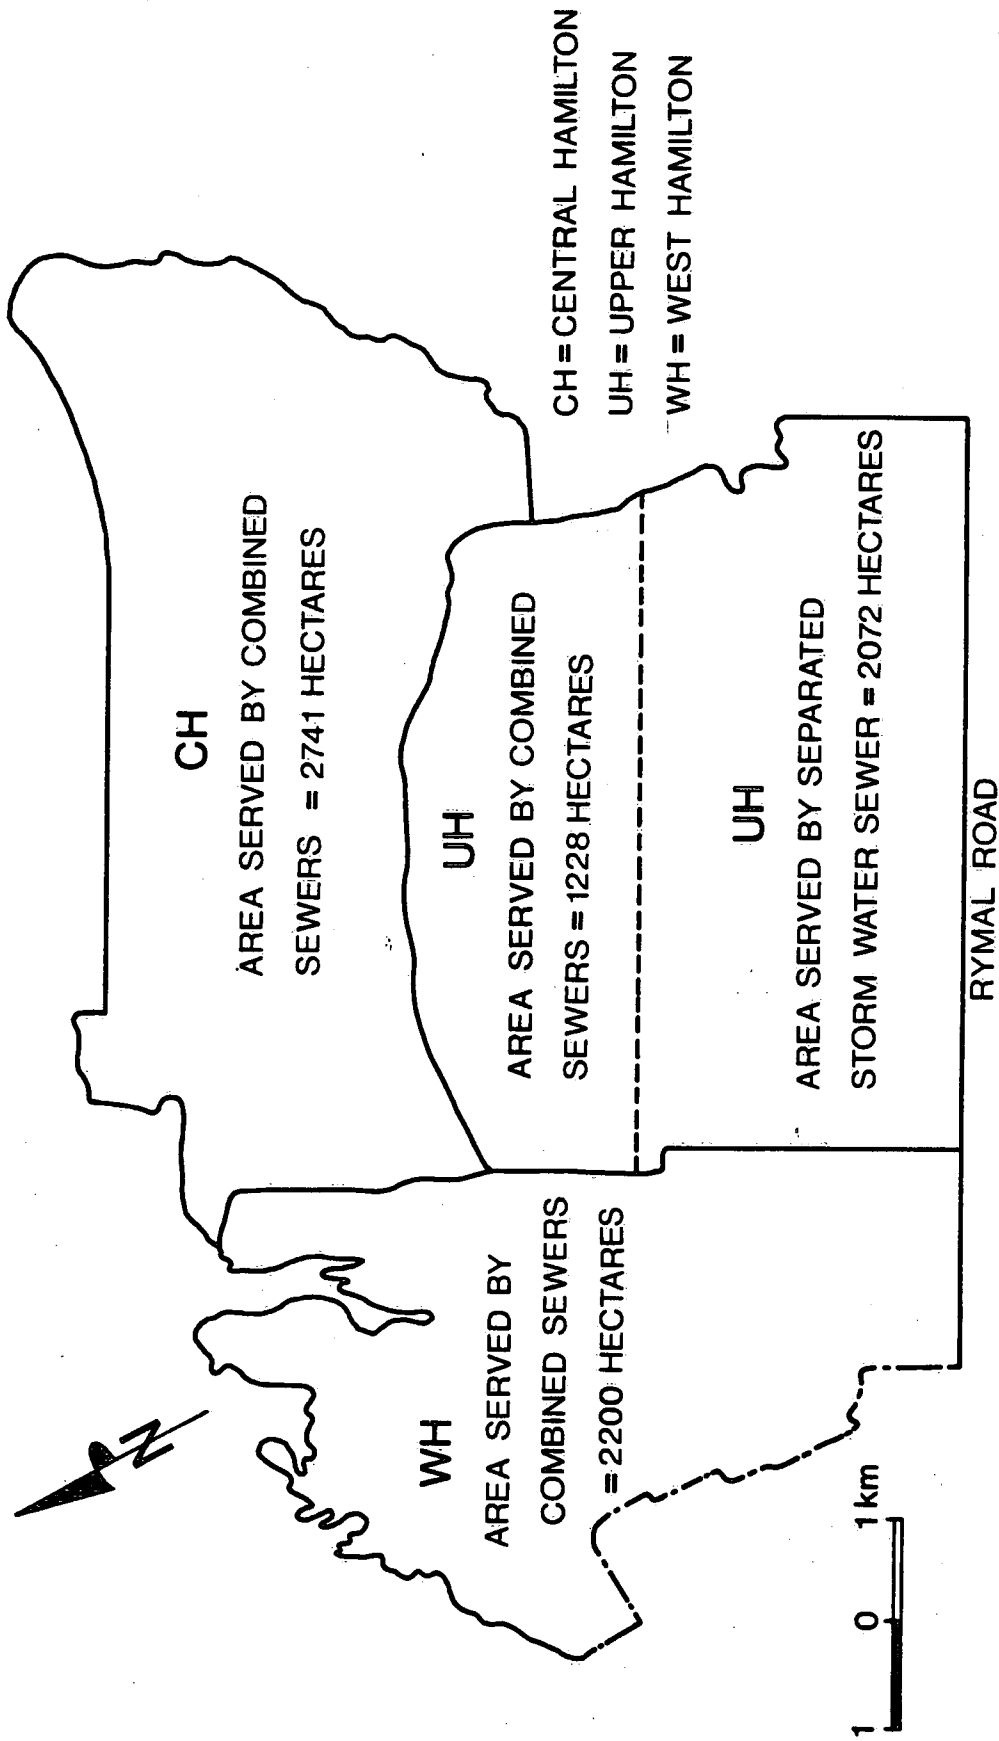 CH
AREA SERVED BY COMBINED
SEWERS = 2741 HECTARES
UH
AREA SERVED BY COMBINED
SEWERS = 1228 HECTARES
UH
AREA SERVED BY SEPARATED
STORM WATER SEWER = 2072 HECTARES
RYMAL ROAD
WH
AREA SERVED BY
COMBINED SEWERS
= 2200 HECTARES
CH = CENTRAL HAMILTON
UH = UPPER HAMILTON
WH = WEST HAMILTON
N
1 0 1km